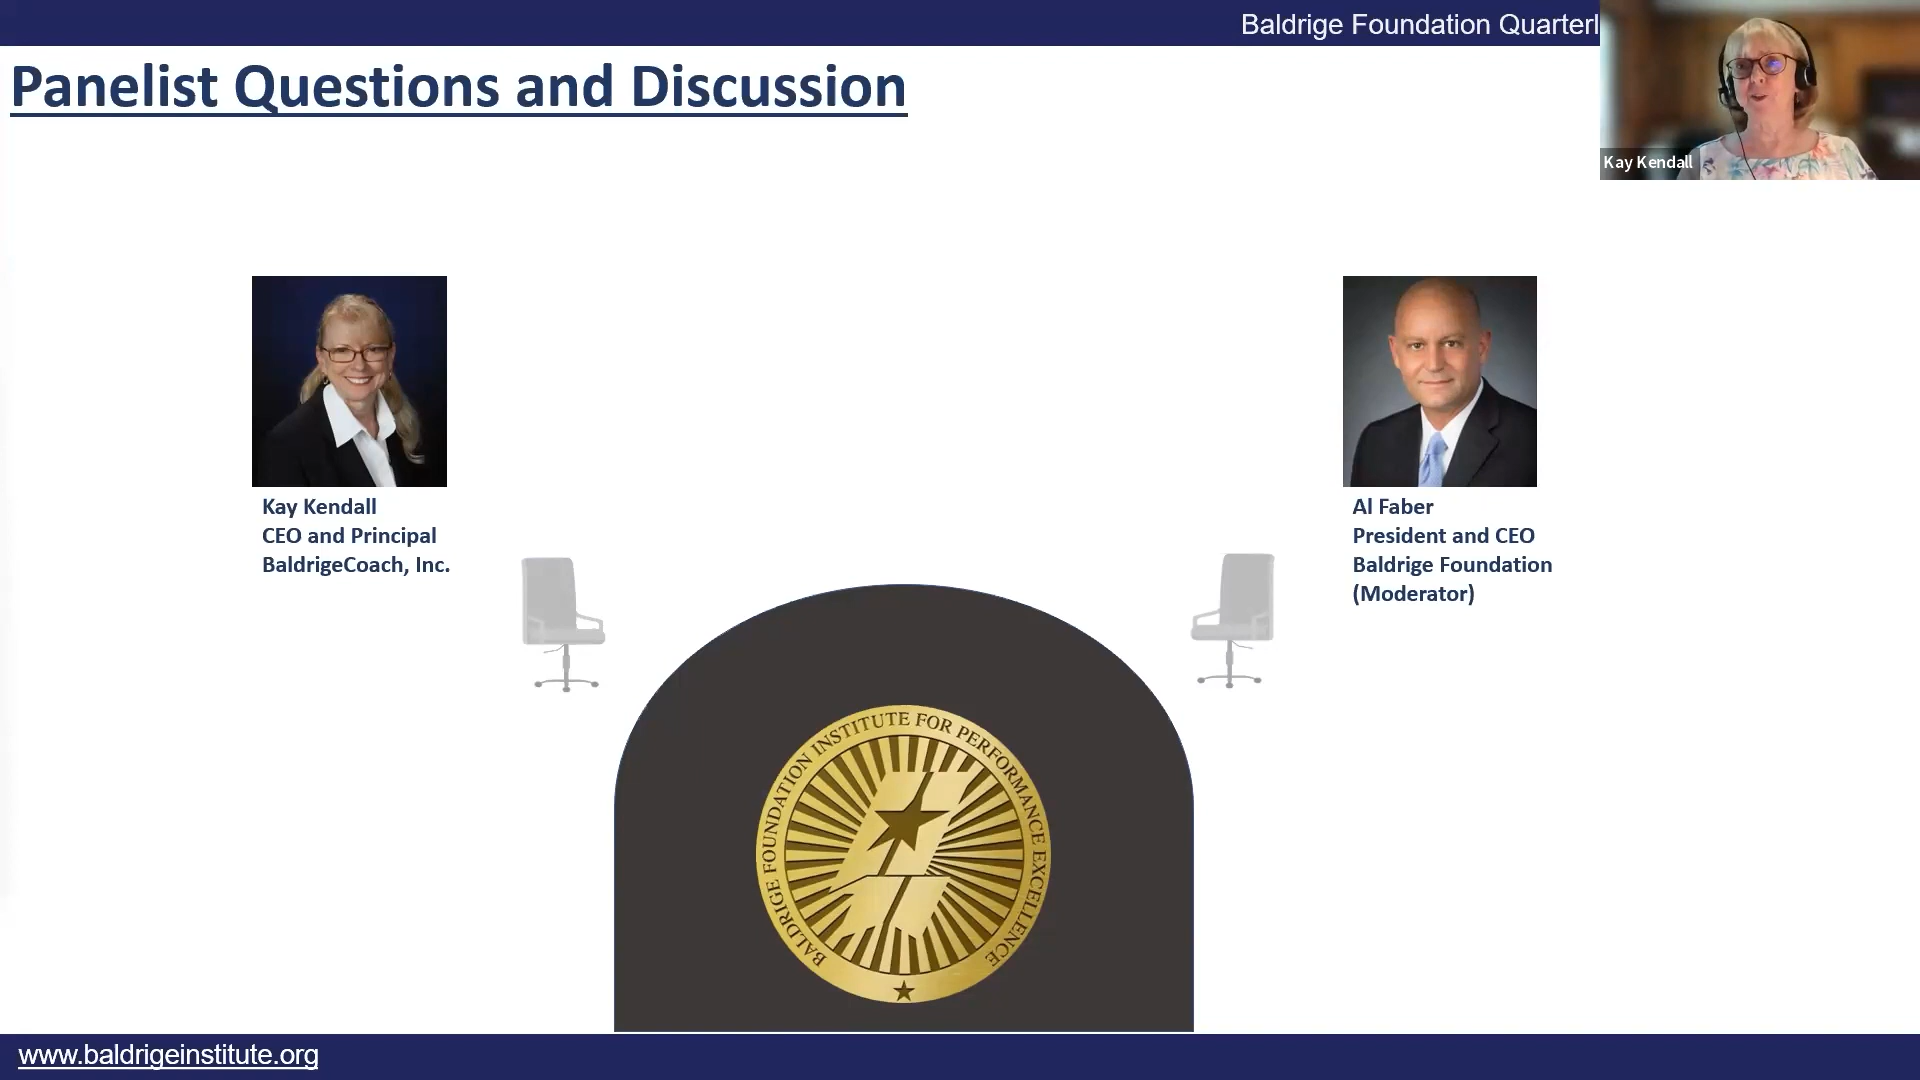 Baldrige Foundation Quarterl
Panelist Questions and Discussion
Kay Kendall
Kay Kendall
CEO and Principal
BaldrigeCoach, Inc.
Al Faber
President and CEO
Baldrige Foundation
(Moderator)
BALDRIGE FOUNDATION INSTITUTE FOR PERFORMANCE EXCELLENCE
www.baldrigeinstitute.org